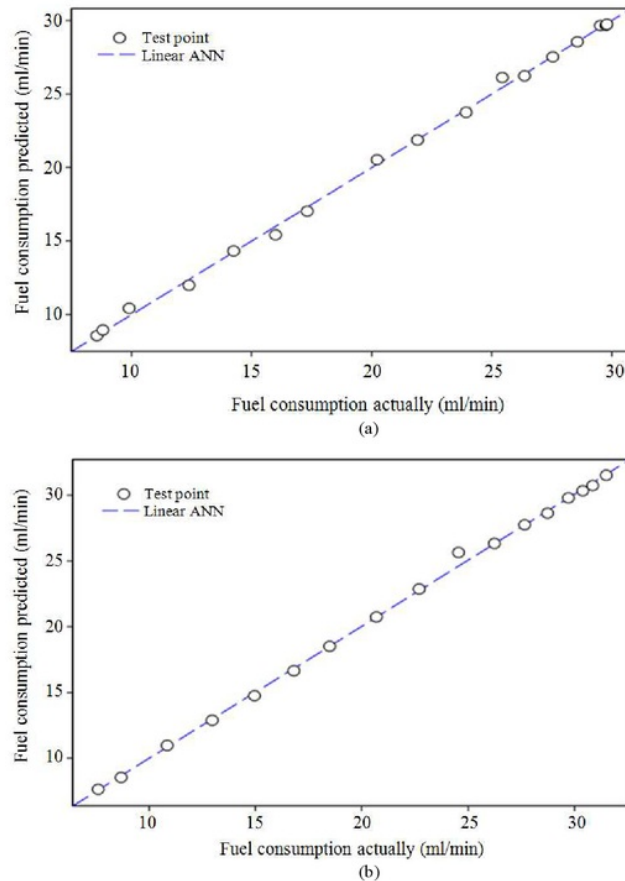 30
25
20
15
10
Fuel consumption predicted (ml/min)
Test point
Linear ANN
10
15
20
25
30
Fuel consumption actually (ml/min)
(a)
30
25
20
15
10
Fuel consumption predicted (ml/min)
Test point
Linear ANN
10
15
20
25
30
Fuel consumption actually (ml/min)
(b)